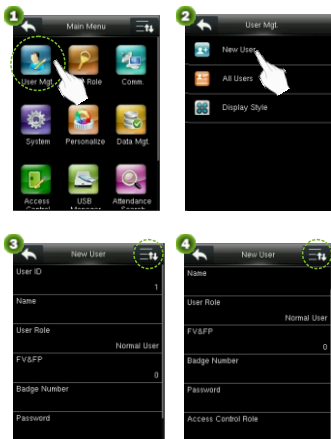 1
Main Menu
User Mgt.
Role
Comm.
System
Personalize
Data Mgt.
Access
Control
USB
Manager
Attendance
Search
2
User Mgt.
New User
All Users
Display Style
3
New User
User ID
1
Name
User Role
Normal User
FV&FP
0
Badge Number
Password
4
New User
Name
User Role
Normal User
FV&FP
0
Badge Number
Password
Access Control Role